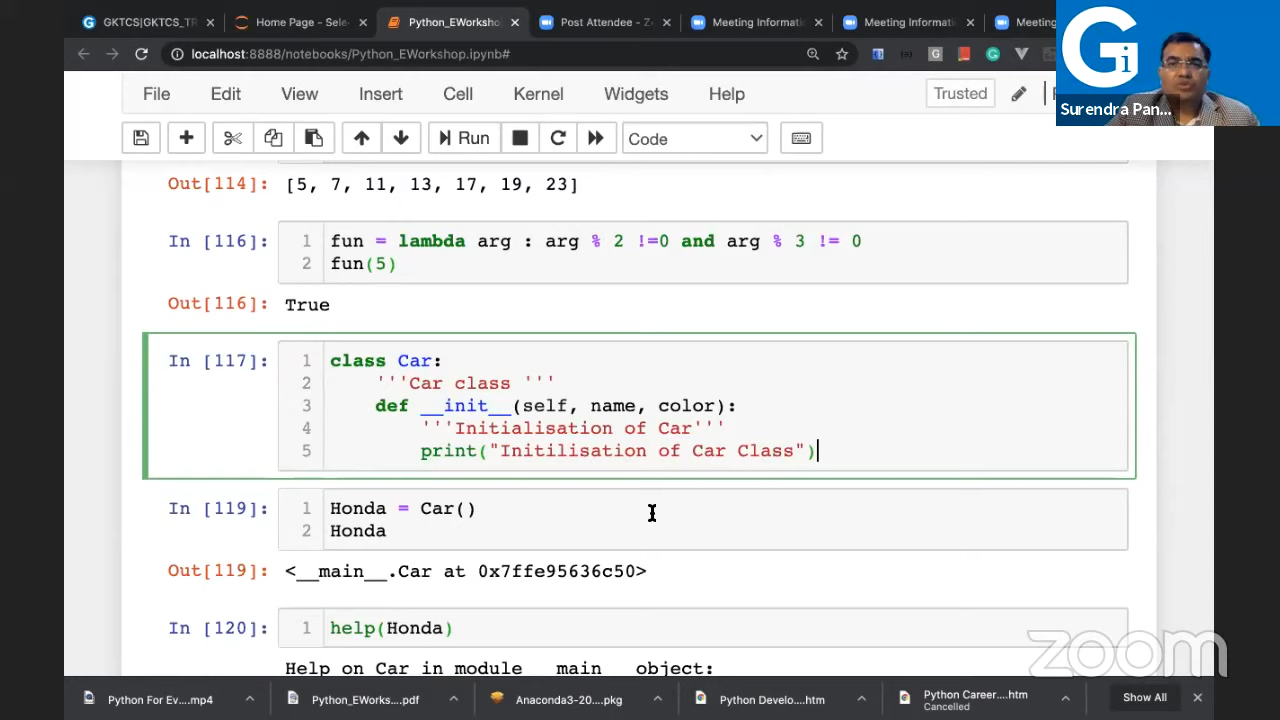 GKTCS|GKTCS_TR
Home Page - Sele
Python_EWorksho
Post Attendee - Z
Meeting Informati
Meeting Informati
Meeting
localhost:8888/notebooks/Python_EWorkshop.ipynb#
Gi
Surendra Pan...
File Edit View Insert Cell Kernel Widgets Help Trusted
Run Code
Out[114]: [5, 7, 11, 13, 17, 19, 23]
In [116]: 1 fun = lambda arg : arg % 2 !=0 and arg % 3 != 0
2 fun(5)
Out[116]: True
In [117]: 1 class Car:
2 '''Car class '''
3 def __init__(self, name, color):
4 '''Initialisation of Car'''
5 print("Initilisation of Car Class")
In [119]: 1 Honda = Car()
2 Honda
Out[119]: <__main__.Car at 0x7ffe95636c50>
In [120]: 1 help(Honda)
Help on Car in module __main__ object:
zoom
Python For Ev....mp4
Python_EWorks....pdf
Anaconda3-20....pkg
Python Develo....htm
Python Career....htm
Cancelled
Show All